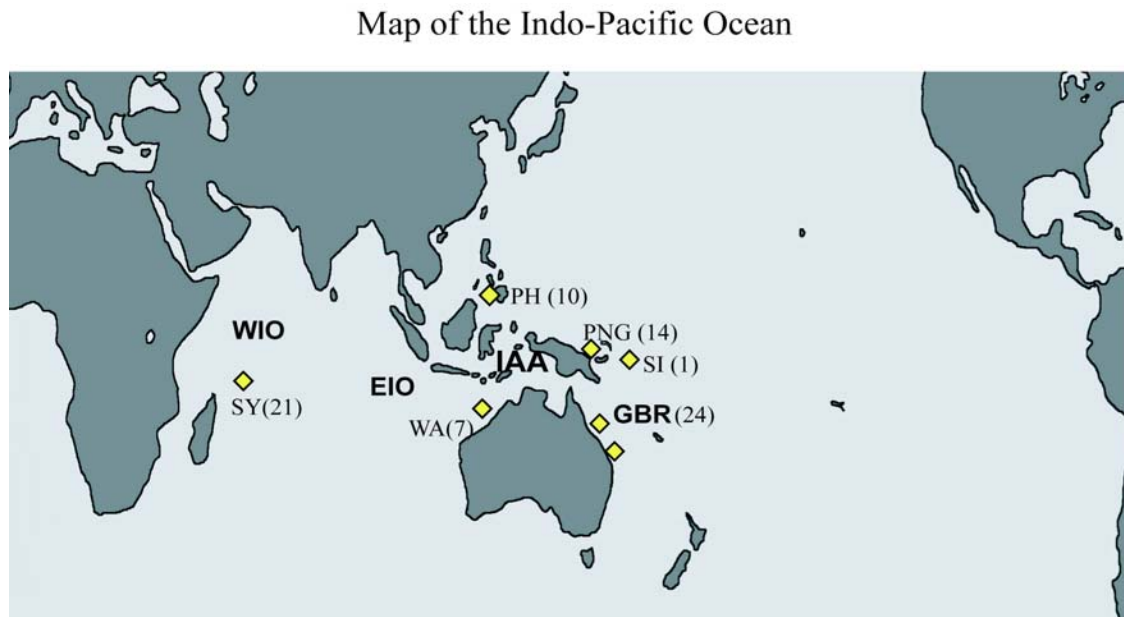 Map of the Indo-Pacific Ocean
PH (10)
WIO
PNG (14)
IAA
SI (1)
EIO
SY(21)
GBR (24)
WA(7)